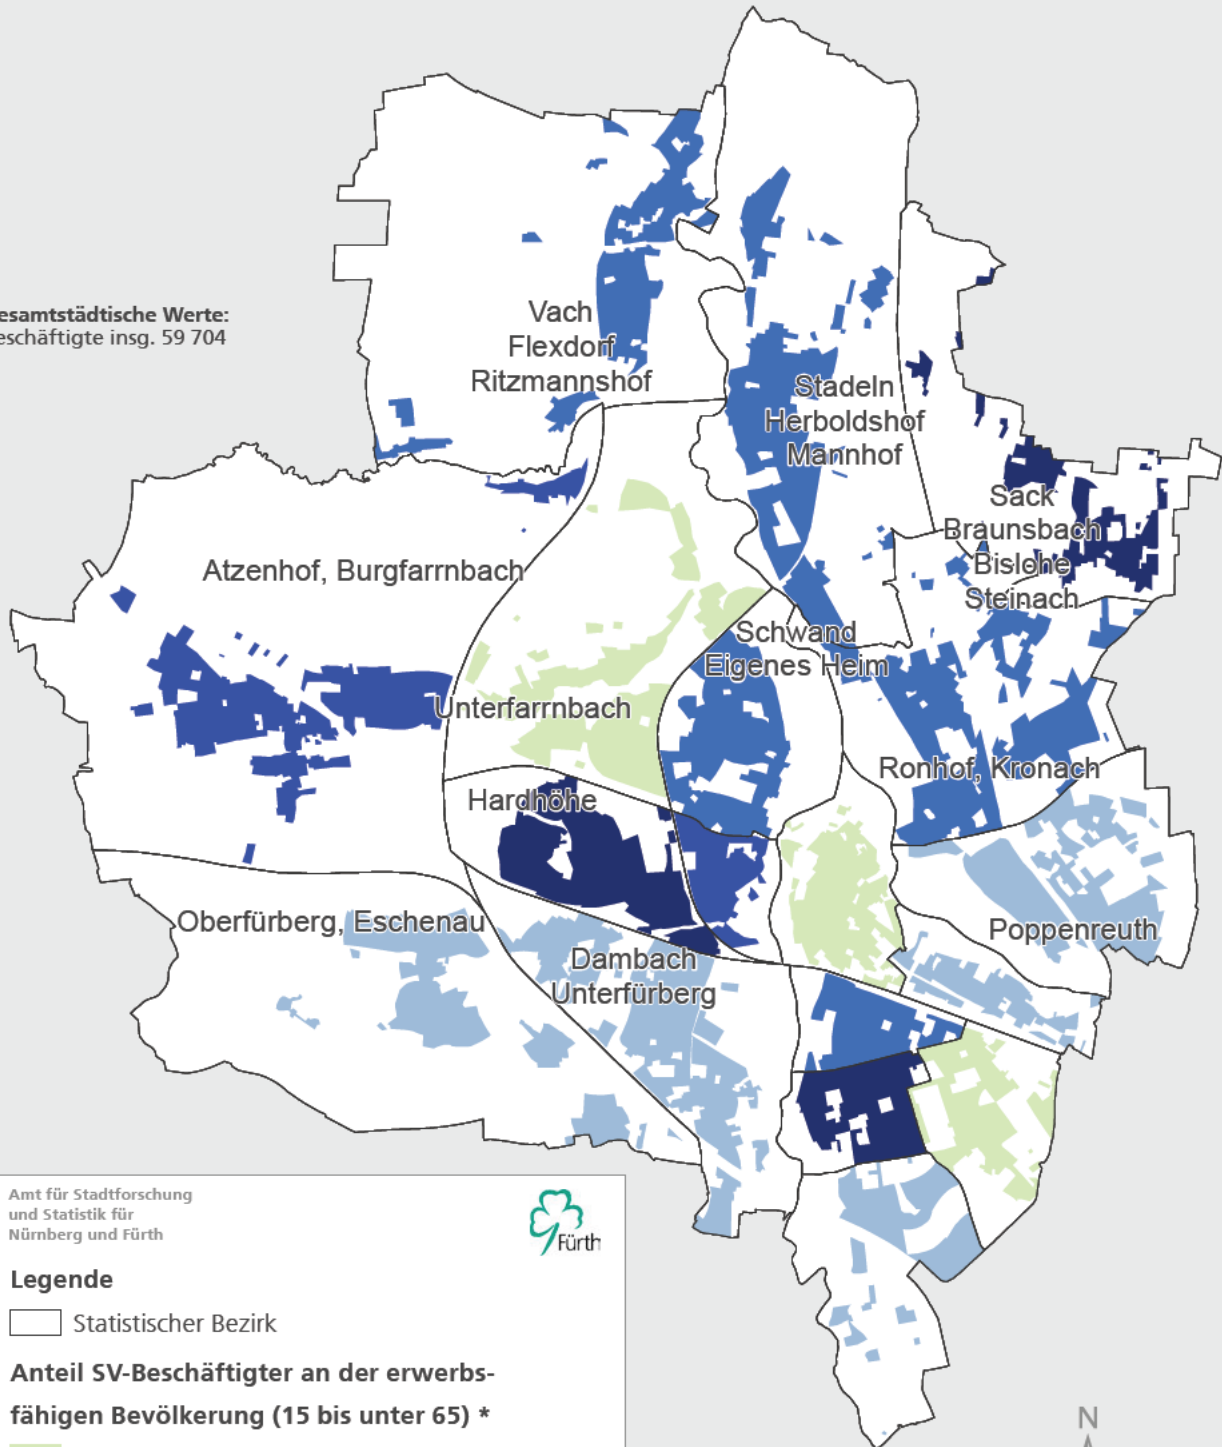 esamtstädtische Werte:
eschäftigte insg. 59 704
Vach
Flexdorf
Ritzmannshof
Stadeln
Herboldshof
Mannhof
Sack
Braunsbach
Bislohe
Steinach
Atzenhof, Burgfarrnbach
Schwand
Eigenes Heim
Unterfarrnbach
Ronhof, Kronach
Hardhöhe
Oberfürberg, Eschenau
Poppenreuth
Dambach
Unterfürberg
Amt für Stadtforschung
und Statistik für
Nürnberg und Fürth
Fürth
Legende
Statistischer Bezirk
Anteil SV-Beschäftigter an der erwerbs-
fähigen Bevölkerung (15 bis unter 65) *
N